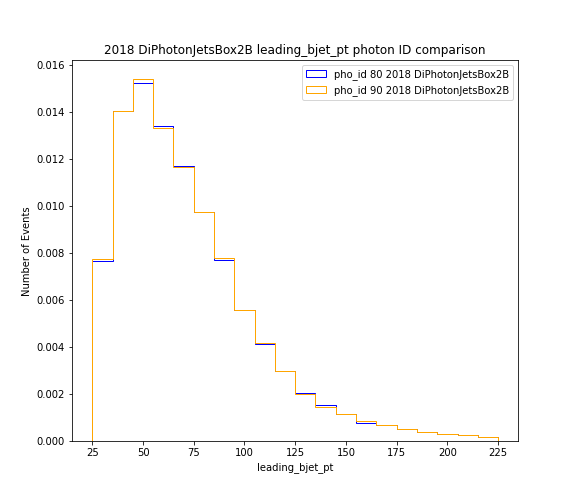 2018 DiPhotonJetsBox2B leading_bjet_pt photon ID comparison
pho_id 80 2018 DiPhotonJetsBox2B
pho_id 90 2018 DiPhotonJetsBox2B
Number of Events
0.016
0.014
0.012
0.010
0.008
0.006
0.004
0.002
0.000
25 50 75 100 125 150 175 200 225
leading_bjet_pt